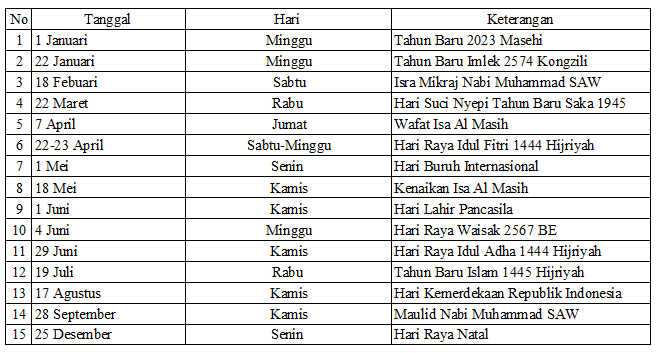 No Tanggal Hari Keterangan
1 1 Januari Minggu Tahun Baru 2023 Masehi
2 22 Januari Minggu Tahun Baru Imlek 2574 Kongzili
3 18 Febuari Sabtu Isra Mikraj Nabi Muhammad SAW
4 22 Maret Rabu Hari Suci Nyepi Tahun Baru Saka 1945
5 7 April Jumat Wafat Isa Al Masih
6 22-23 April Sabtu-Minggu Hari Raya Idul Fitri 1444 Hijriyah
7 1 Mei Senin Hari Buruh Internasional
8 18 Mei Kamis Kenaikan Isa Al Masih
9 1 Juni Kamis Hari Lahir Pancasila
10 4 Juni Minggu Hari Raya Waisak 2567 BE
11 29 Juni Kamis Hari Raya Idul Adha 1444 Hijriyah
12 19 Juli Rabu Tahun Baru Islam 1445 Hijriyah
13 17 Agustus Kamis Hari Kemerdekaan Republik Indonesia
14 28 September Kamis Maulid Nabi Muhammad SAW
15 25 Desember Senin Hari Raya Natal